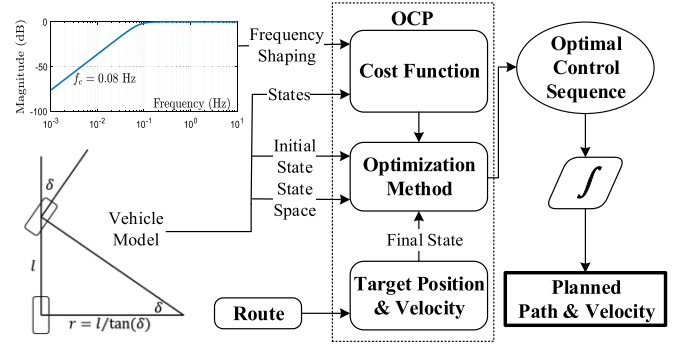 OCP
Magnitude (dB)
0
-50
-100
f_c = 0.08 Hz
Frequency (Hz)
10^-3
10^-2
10^-1
10^0
10^1
Frequency
Shaping
Cost Function
States
Optimal
Control
Sequence
Initial
State
State
Space
Optimization
Method
∫
Vehicle
Model
δ
l
δ
r = l/tan(δ)
Final State
Route
Target Position
& Velocity
Planned
Path & Velocity